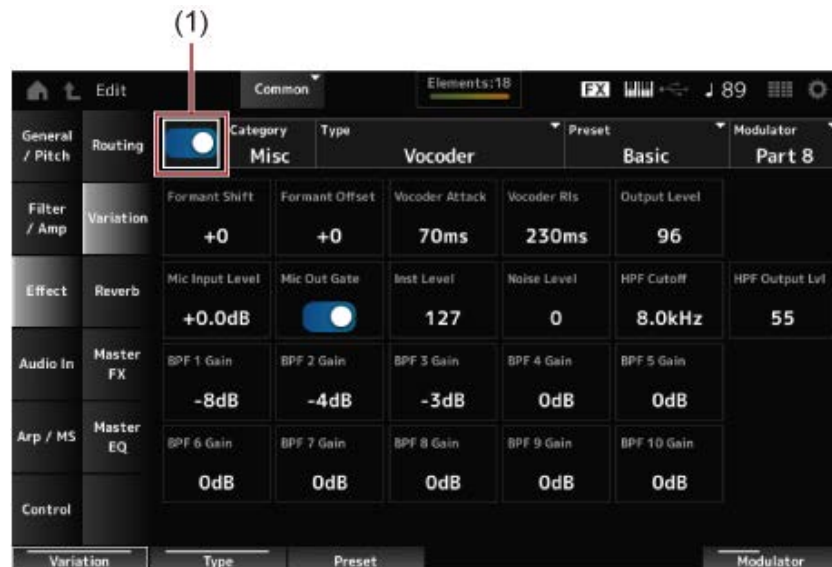 (1)
Edit
Common
Elements:18
FX
89
General / Pitch
Routing
Category
Misc
Type
Vocoder
Preset
Basic
Modulator
Part 8
Filter / Amp
Variation
Formant Shift
+0
Formant Offset
+0
Vocoder Attack
70ms
Vocoder Rls
230ms
Output Level
96
Effect
Reverb
Mic Input Level
+0.0dB
Mic Out Gate
Inst Level
127
Noise Level
0
HPF Cutoff
8.0kHz
HPF Output Lvl
55
Audio In
Master FX
BPF 1 Gain
-8dB
BPF 2 Gain
-4dB
BPF 3 Gain
-3dB
BPF 4 Gain
0dB
BPF 5 Gain
0dB
Arp / MS
Master EQ
BPF 6 Gain
0dB
BPF 7 Gain
0dB
BPF 8 Gain
0dB
BPF 9 Gain
0dB
BPF 10 Gain
0dB
Control
Variation
Type
Preset
Modulator